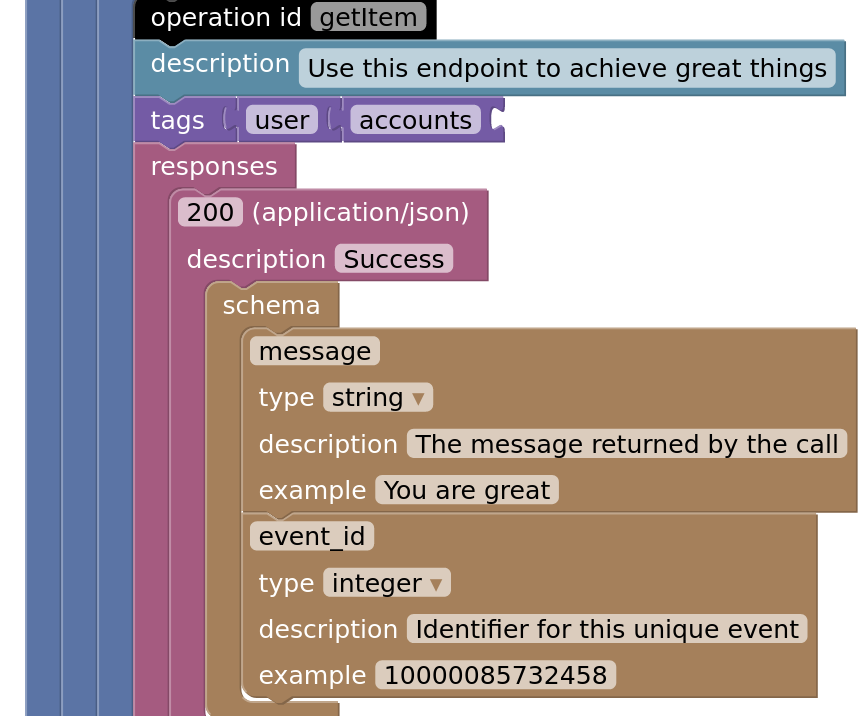 operation id getItem
description Use this endpoint to achieve great things
tags user accounts
responses
200 (application/json)
description Success
schema
message
type string ▾
description The message returned by the call
example You are great
event_id
type integer ▾
description Identifier for this unique event
example 10000085732458